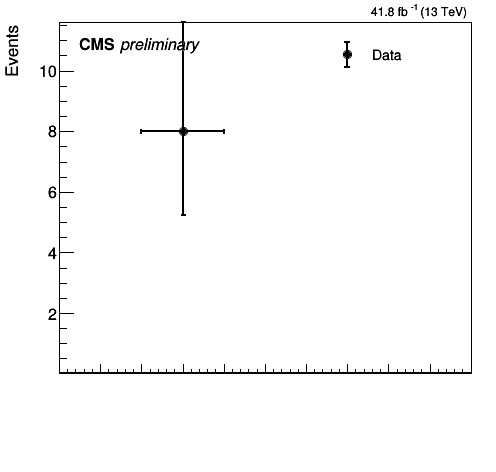 41.8 fb⁻¹ (13 TeV)
Events
CMS preliminary
Data
10
8
6
4
2